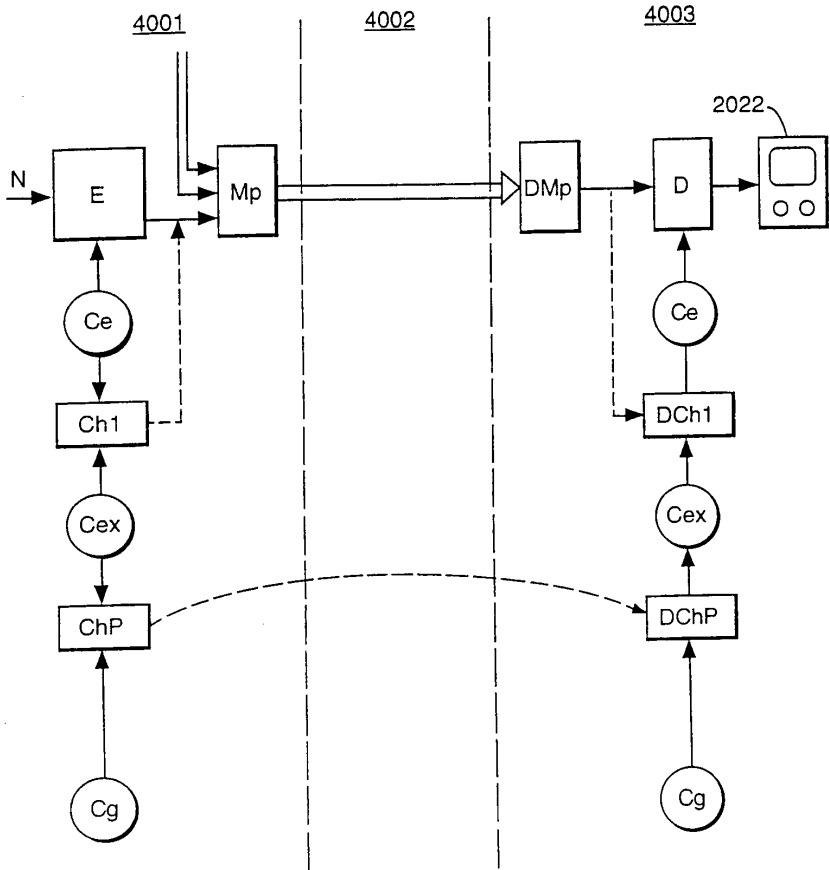 4001
4002
4003
2022
N
E
Mp
DMp
D
Ce
Ce
Ch1
DCh1
Cex
Cex
ChP
DChP
Cg
Cg